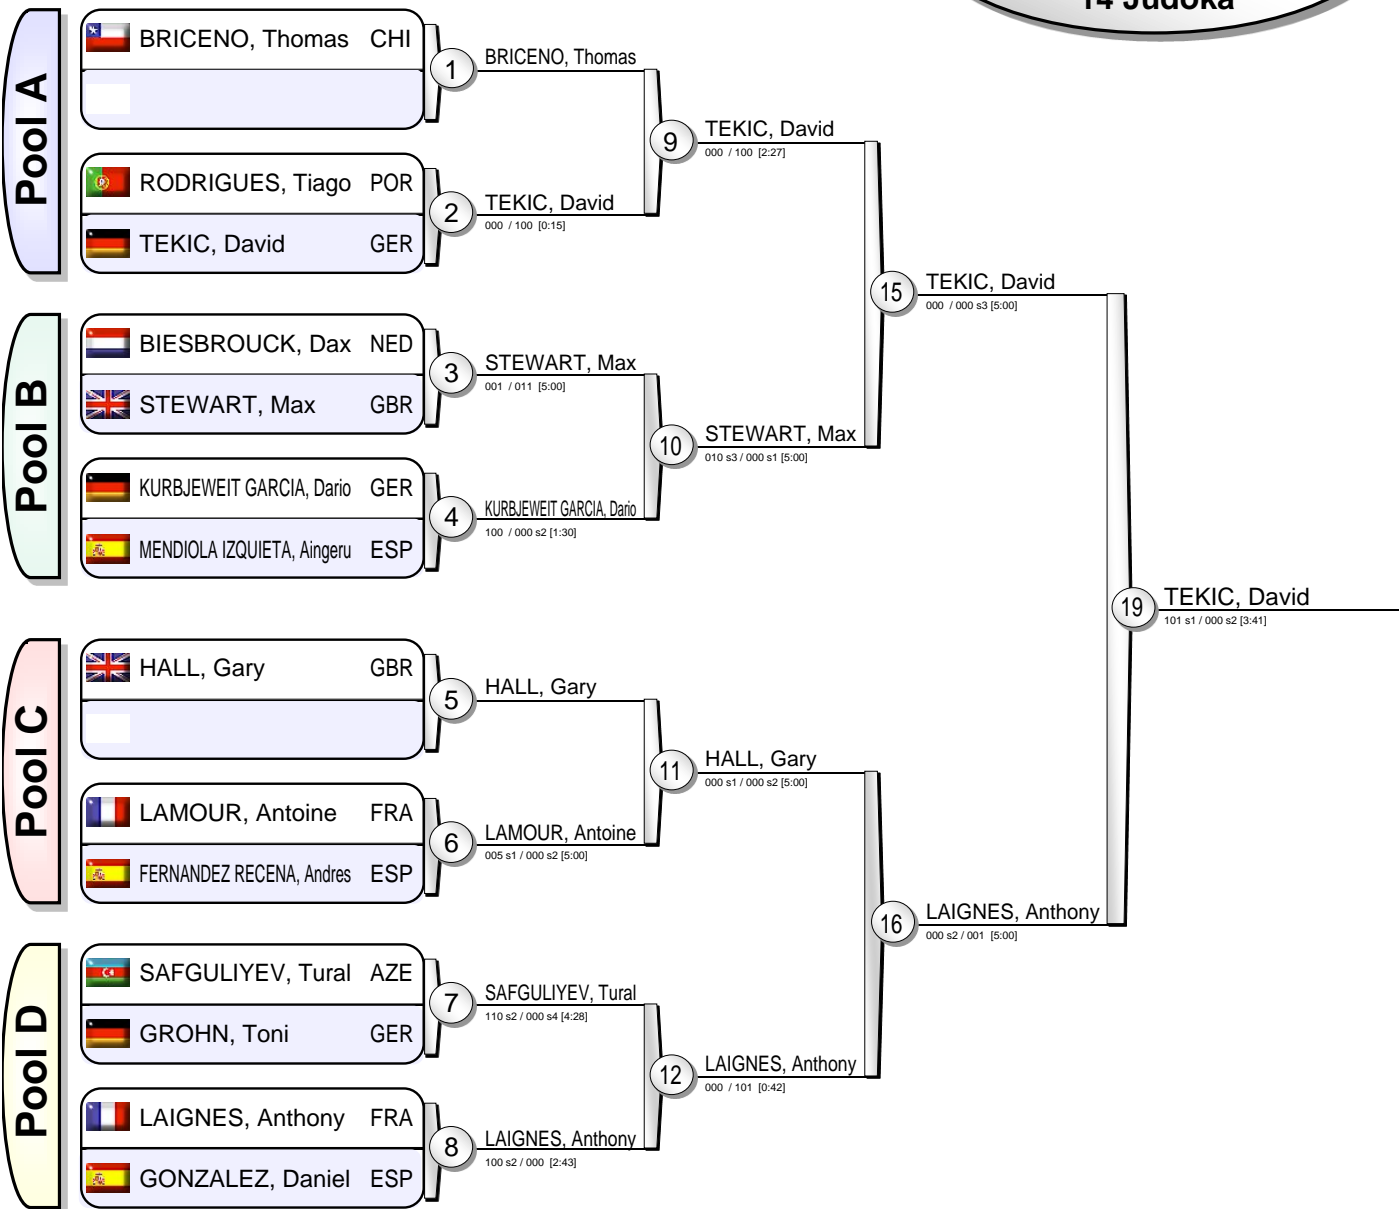 14 Judoka
Pool A
BRICENO, Thomas CHI
1
BRICENO, Thomas
RODRIGUES, Tiago POR
TEKIC, David GER
2
TEKIC, David
000 / 100 [0:15]
9
TEKIC, David
000 / 100 [2:27]
Pool B
BIESBROUCK, Dax NED
STEWART, Max GBR
3
STEWART, Max
001 / 011 [5:00]
KURBJEWEIT GARCIA, Dario GER
MENDIOLA IZQUIETA, Aingeru ESP
4
KURBJEWEIT GARCIA, Dario
100 / 000 s2 [1:30]
10
STEWART, Max
010 s3 / 000 s1 [5:00]
15
TEKIC, David
000 / 000 s3 [5:00]
Pool C
HALL, Gary GBR
5
HALL, Gary
LAMOUR, Antoine FRA
FERNANDEZ RECENA, Andres ESP
6
LAMOUR, Antoine
005 s1 / 000 s2 [5:00]
11
HALL, Gary
000 s1 / 000 s2 [5:00]
Pool D
SAFGULIYEV, Tural AZE
GROHN, Toni GER
7
SAFGULIYEV, Tural
110 s2 / 000 s4 [4:28]
LAIGNES, Anthony FRA
GONZALEZ, Daniel ESP
8
LAIGNES, Anthony
100 s2 / 000 [2:43]
12
LAIGNES, Anthony
000 / 101 [0:42]
16
LAIGNES, Anthony
000 s2 / 001 [5:00]
19
TEKIC, David
101 s1 / 000 s2 [3:41]